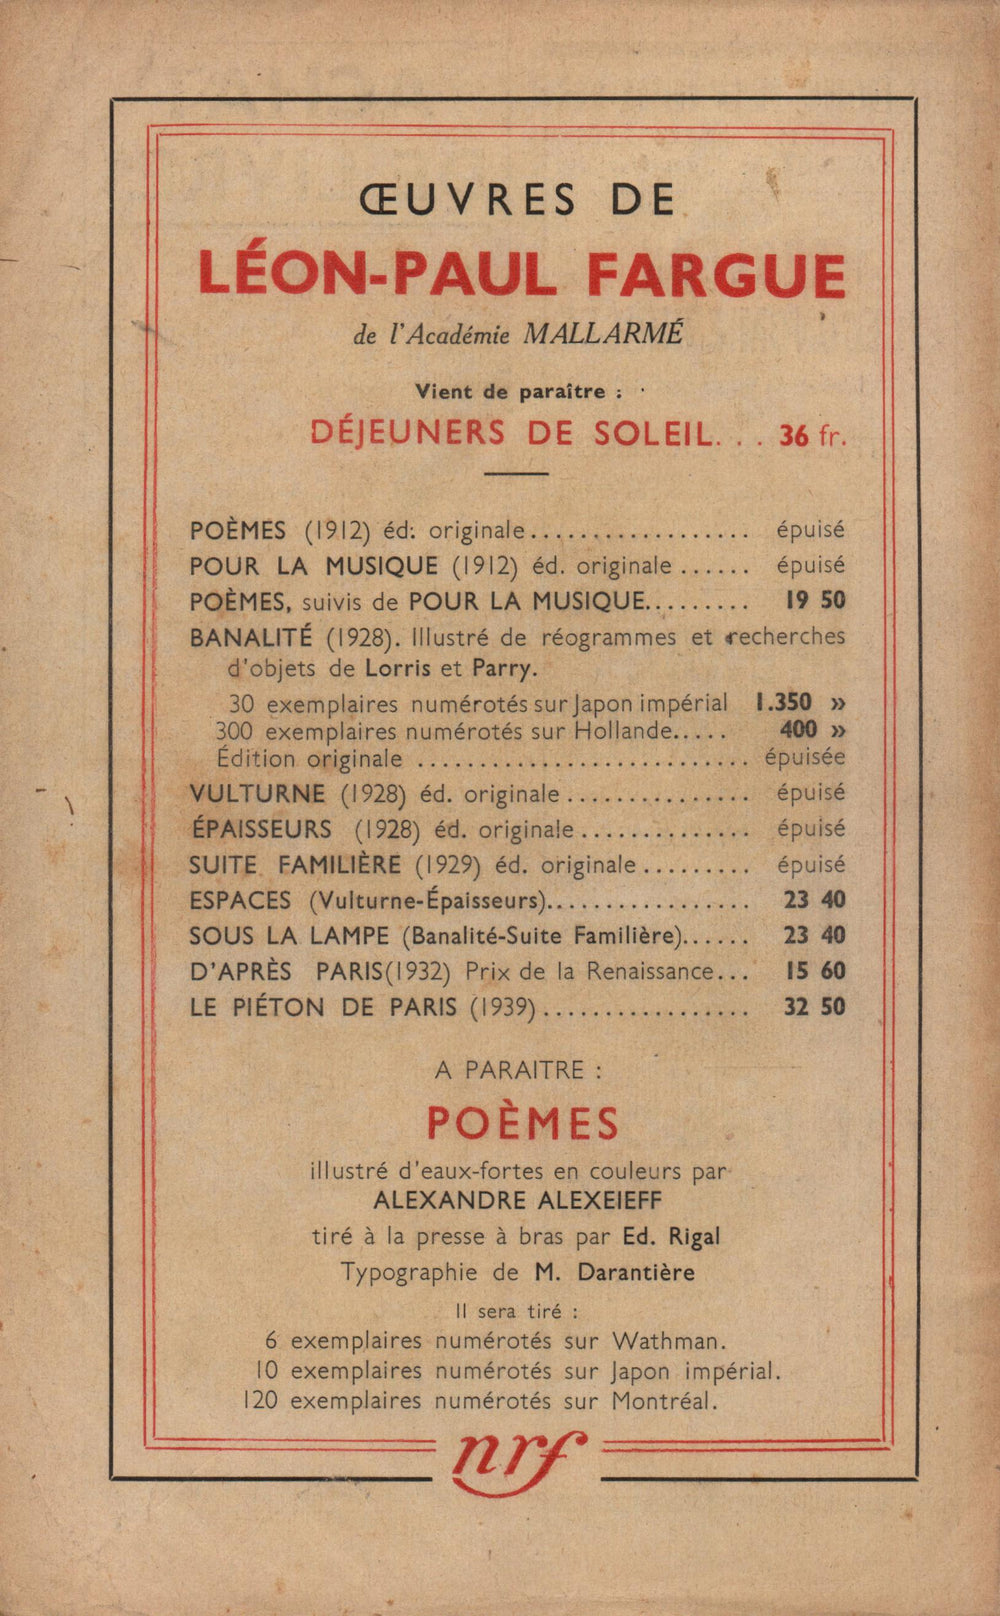 ŒUVRES DE
LÉON-PAUL FARGUE
de l'Académie MALLARMÉ
Vient de paraître :
DÉJEUNERS DE SOLEIL. . . 36 fr.
POÈMES (1912) éd. originale.................. épuisé
POUR LA MUSIQUE (1912) éd. originale...... épuisé
POÈMES, suivis de POUR LA MUSIQUE......... 19 50
BANALITÉ (1928). Illustré de réogrammes et recherches
d'objets de Lorris et Parry.
30 exemplaires numérotés sur Japon impérial 1.350 »
300 exemplaires numérotés sur Hollande..... 400 »
Édition originale ........................... épuisée
VULTURNE (1928) éd. originale............... épuisé
ÉPAISSEURS (1928) éd. originale.............. épuisé
SUITE FAMILIÈRE (1929) éd. originale......... épuisé
ESPACES (Vulturne-Épaisseurs)................. 23 40
SOUS LA LAMPE (Banalité-Suite Familière)...... 23 40
D'APRÈS PARIS(1932) Prix de la Renaissance... 15 60
LE PIÉTON DE PARIS (1939)................. 32 50
A PARAITRE :
POÈMES
illustré d'eaux-fortes en couleurs par
ALEXANDRE ALEXEIEFF
tiré à la presse à bras par Ed. Rigal
Typographie de M. Darantière
Il sera tiré :
6 exemplaires numérotés sur Wathman.
10 exemplaires numérotés sur Japon impérial.
120 exemplaires numérotés sur Montréal.
nrf